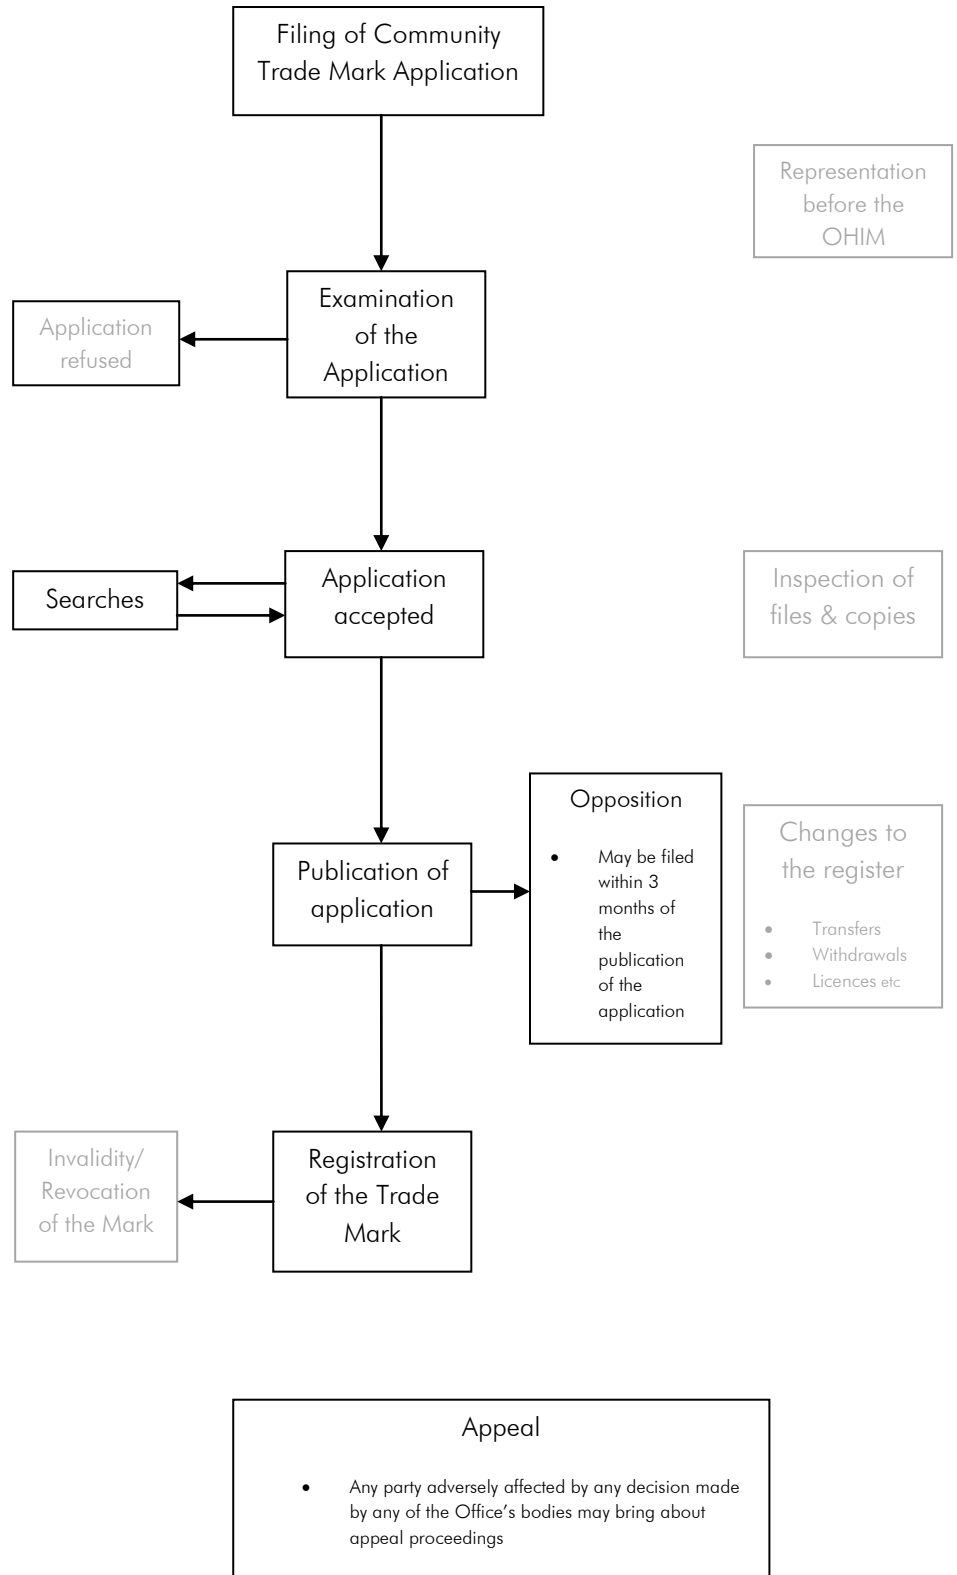 Filing of Community
Trade Mark Application
Representation
before the
OHIM
Examination
of the
Application
Application
refused
Application
accepted
Searches
Inspection of
files & copies
Publication of
application
Opposition
• May be filed
within 3
months of
the
publication
of the
application
Changes to
the register
• Transfers
• Withdrawals
• Licences etc
Registration
of the Trade
Mark
Invalidity/
Revocation
of the Mark
Appeal
• Any party adversely affected by any decision made
by any of the Office's bodies may bring about
appeal proceedings